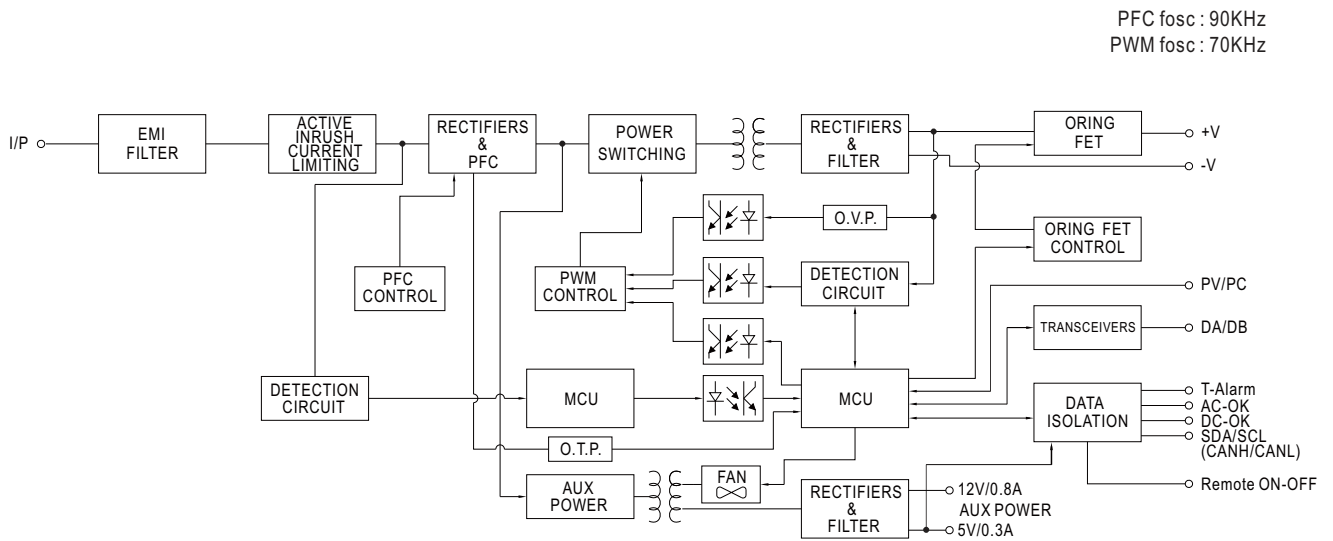 PFC fosc : 90KHz
PWM fosc : 70KHz
I/P
EMI
FILTER
ACTIVE
INRUSH
CURRENT
LIMITING
RECTIFIERS
&
PFC
POWER
SWITCHING
RECTIFIERS
&
FILTER
ORING
FET
+V
-V
O.V.P.
ORING FET
CONTROL
PFC
CONTROL
PWM
CONTROL
DETECTION
CIRCUIT
PV/PC
TRANSCEIVERS
DA/DB
DETECTION
CIRCUIT
MCU
MCU
DATA
ISOLATION
T-Alarm
AC-OK
DC-OK
SDA/SCL
(CANH/CANL)
O.T.P.
Remote ON-OFF
AUX
POWER
FAN
RECTIFIERS
&
FILTER
12V/0.8A
AUX POWER
5V/0.3A